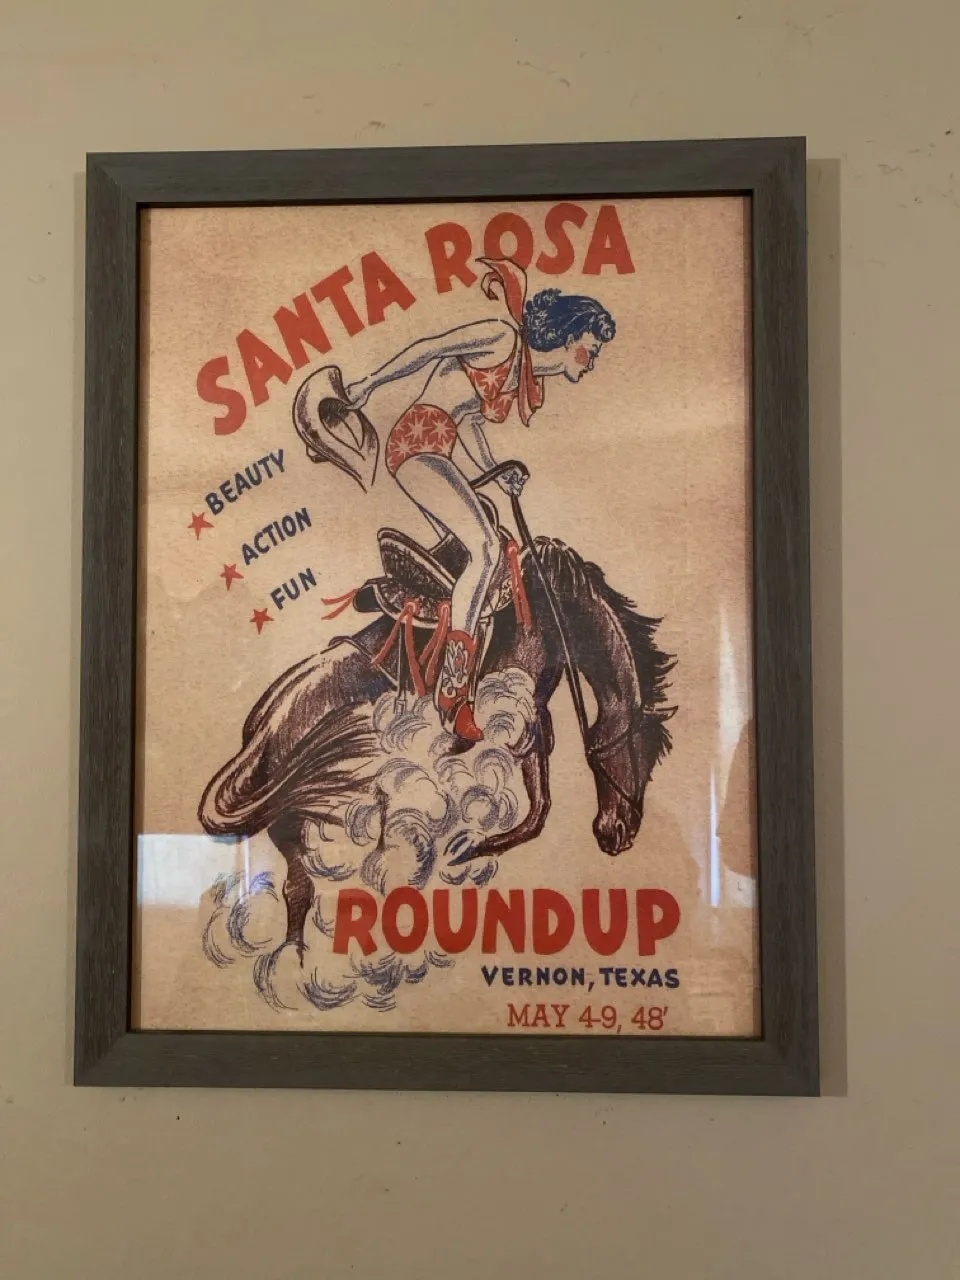 SANTA ROSA
BEAUTY
ACTION
FUN
ROUNDUP
VERNON, TEXAS
MAY 4-9, 48'